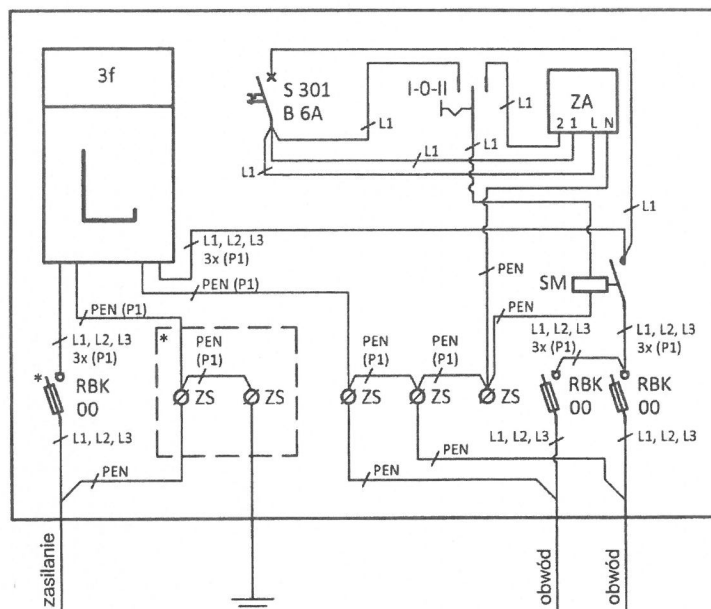 3f
S 301
B 6A
I-0-II
L1
ZA
2 1 L N
L1
L1
L1
L1
L1
L
L1, L2, L3
3x (P1)
PEN (P1)
PEN (P1)
PEN
SM
PEN
L1, L2, L3
3x (P1)
*
PEN
(P1)
PEN
(P1)
PEN
(P1)
L1, L2, L3
3x (P1)
L1, L2, L3
3x (P1)
*
RBK
00
ZS
ZS
ZS
ZS
ZS
RBK
00
RBK
00
L1, L2, L3
L1, L2, L3
L1, L2, L3
PEN
PEN
PEN
zasilanie
obwód
obwód